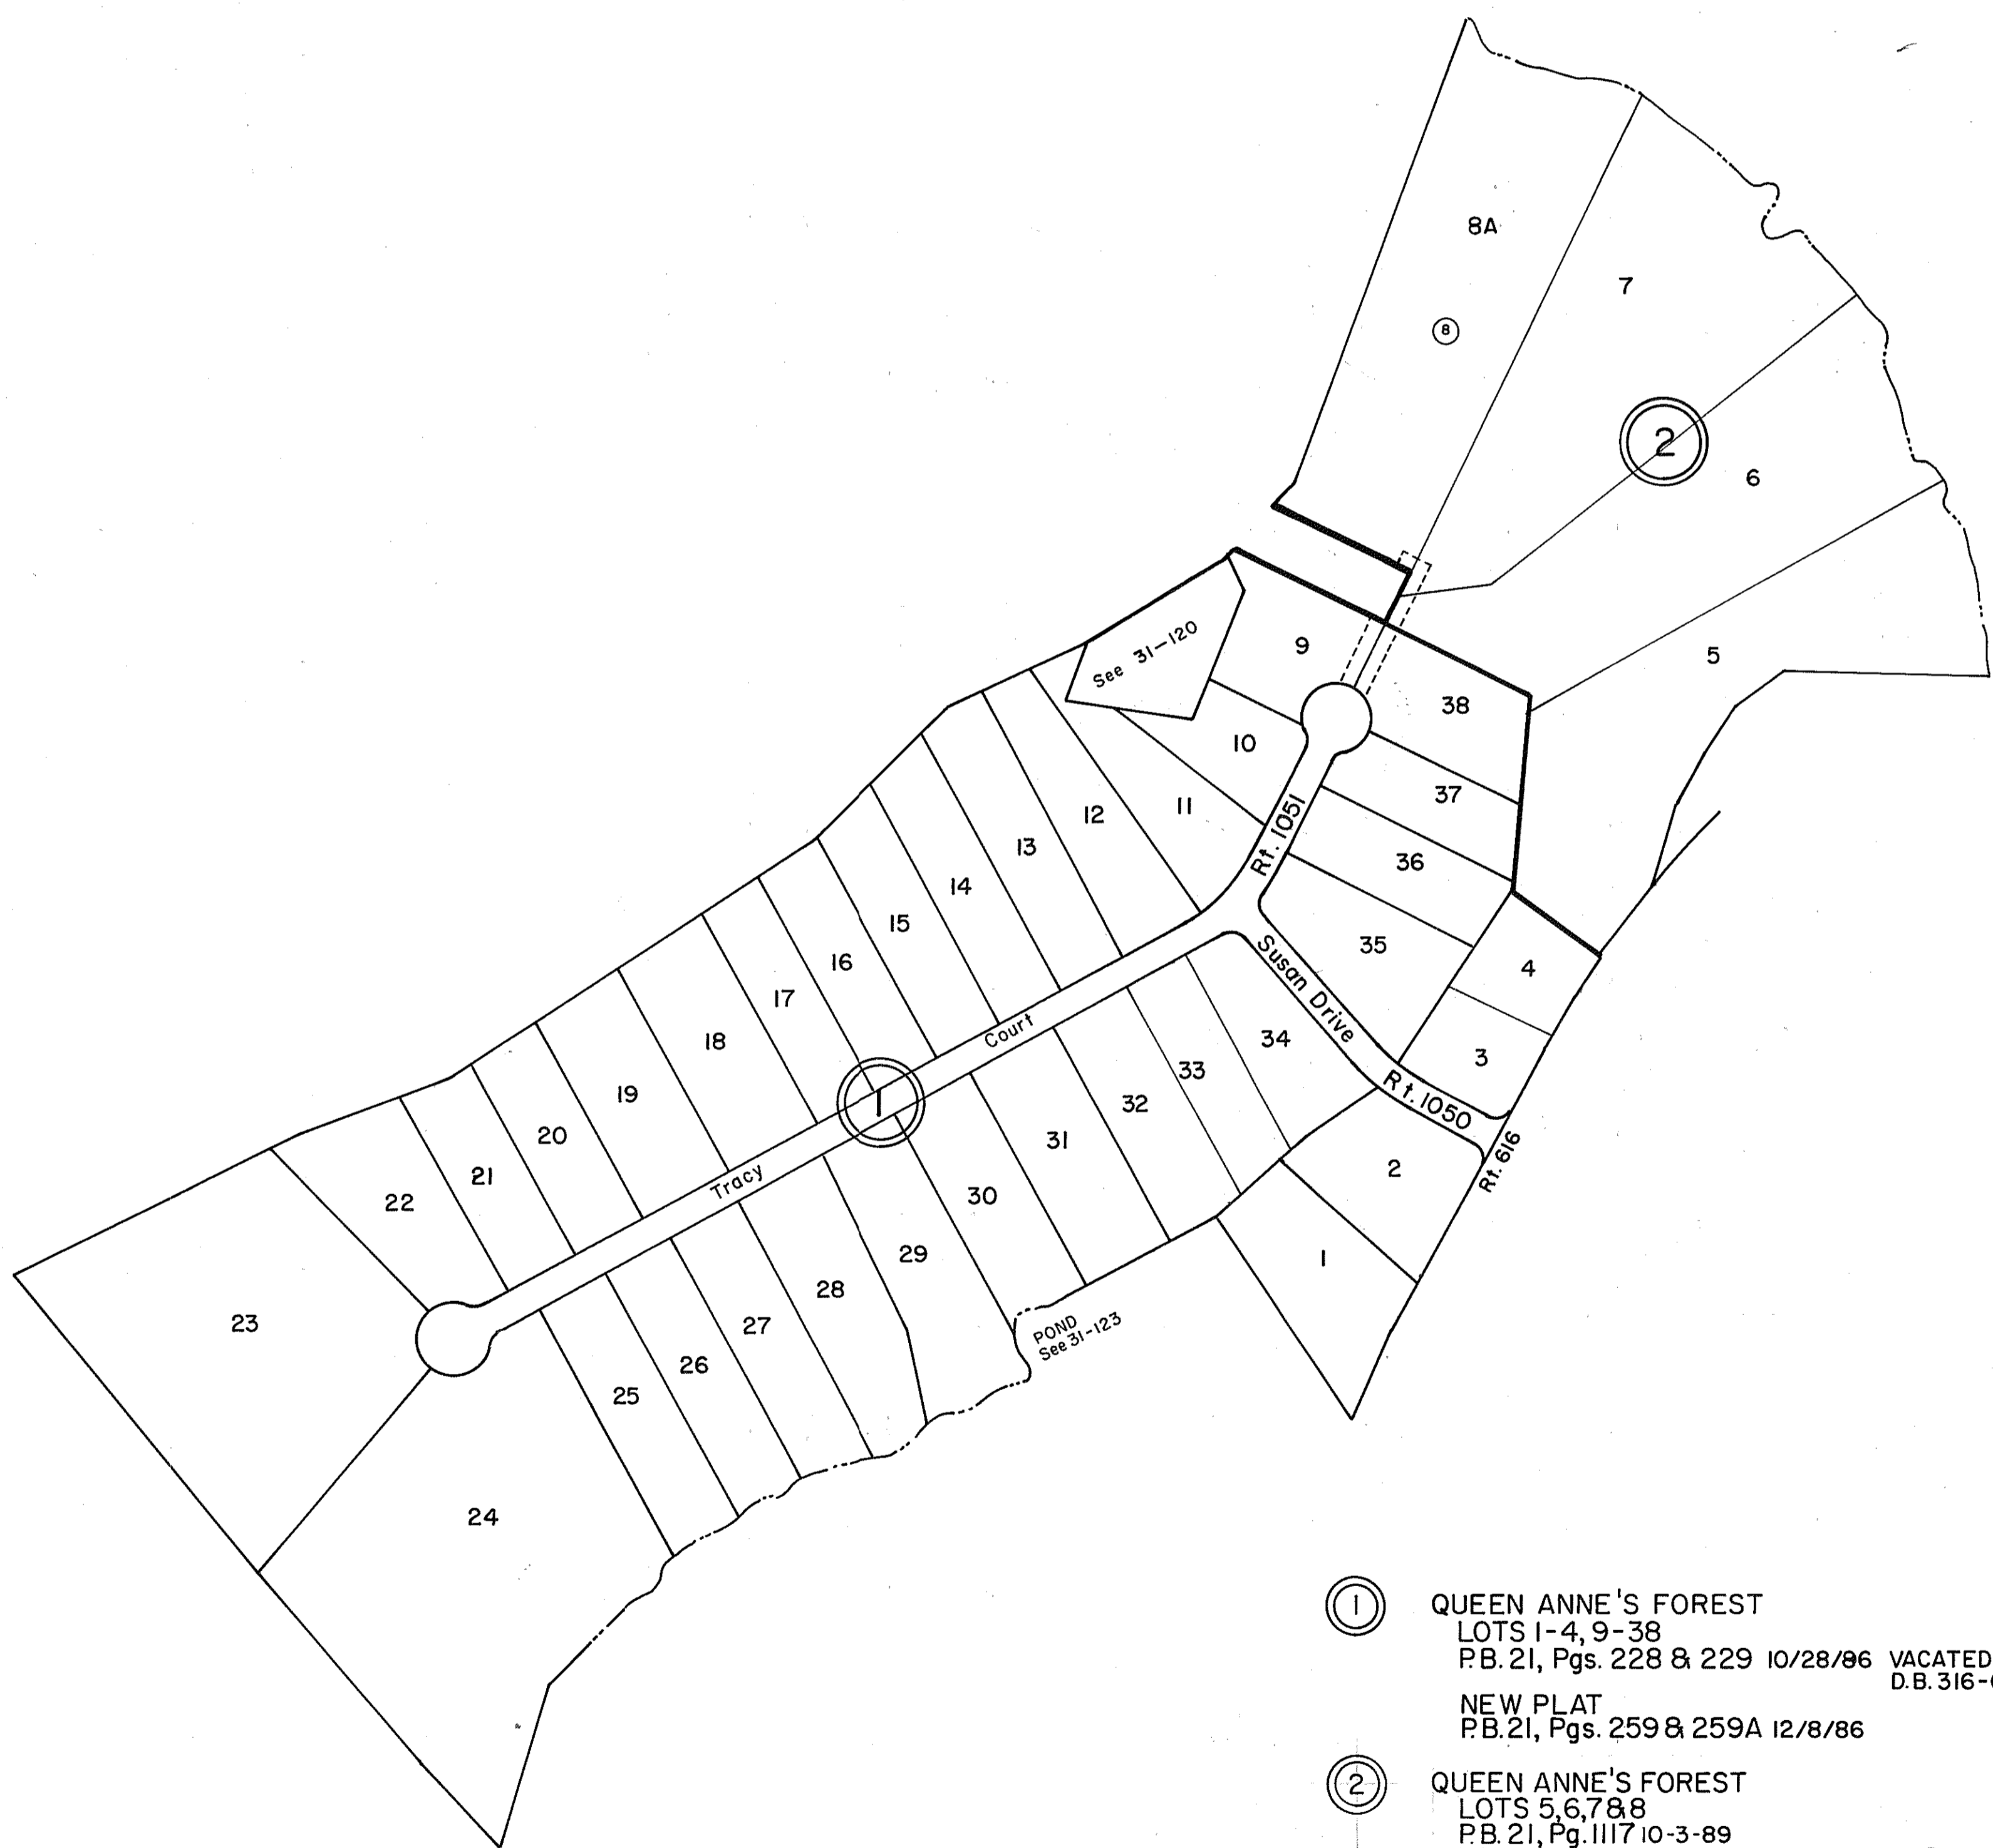 8A
7
8
2
6
5
See 31-120
9
38
10
37
11
12
13
36
14
Rt. 1051
15
35
16
Susan Drive
4
17
Court
34
3
18
33
19
32
Rt. 1050
1
20
31
Rt. 616
21
Tracy
2
22
30
29
1
28
23
27
POND
See 31-123
26
25
24
1
QUEEN ANNE'S FOREST
LOTS 1-4, 9-38
P.B. 21, Pgs. 228 & 229 10/28/86 VACATED
D.B. 316-
NEW PLAT
P.B. 21, Pgs. 259 & 259A 12/8/86
2
QUEEN ANNE'S FOREST
LOTS 5,6,7&8
P.B. 21, Pg. 1117 10-3-89